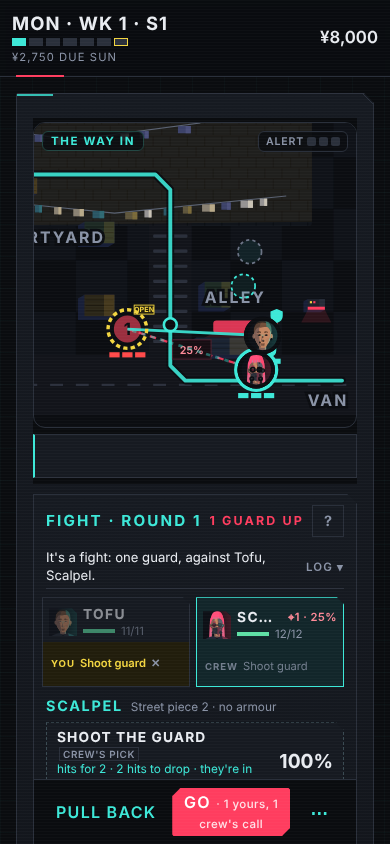 MON · WK 1 · S1
¥2,750 DUE SUN
¥8,000
THE WAY IN
ALERT
RTYARD
ALLEY
OPEN
25%
VAN
FIGHT · ROUND 1
1 GUARD UP
?
It's a fight: one guard, against Tofu,
Scalpel.
LOG ▾
TOFU
11/11
YOU Shoot guard ×
SC...
⌖1 · 25%
12/12
CREW Shoot guard
SCALPEL Street piece 2 · no armour
SHOOT THE GUARD
CREW'S PICK
hits for 2 · 2 hits to drop · they're in
100%
PULL BACK
GO · 1 yours, 1
crew's call
...